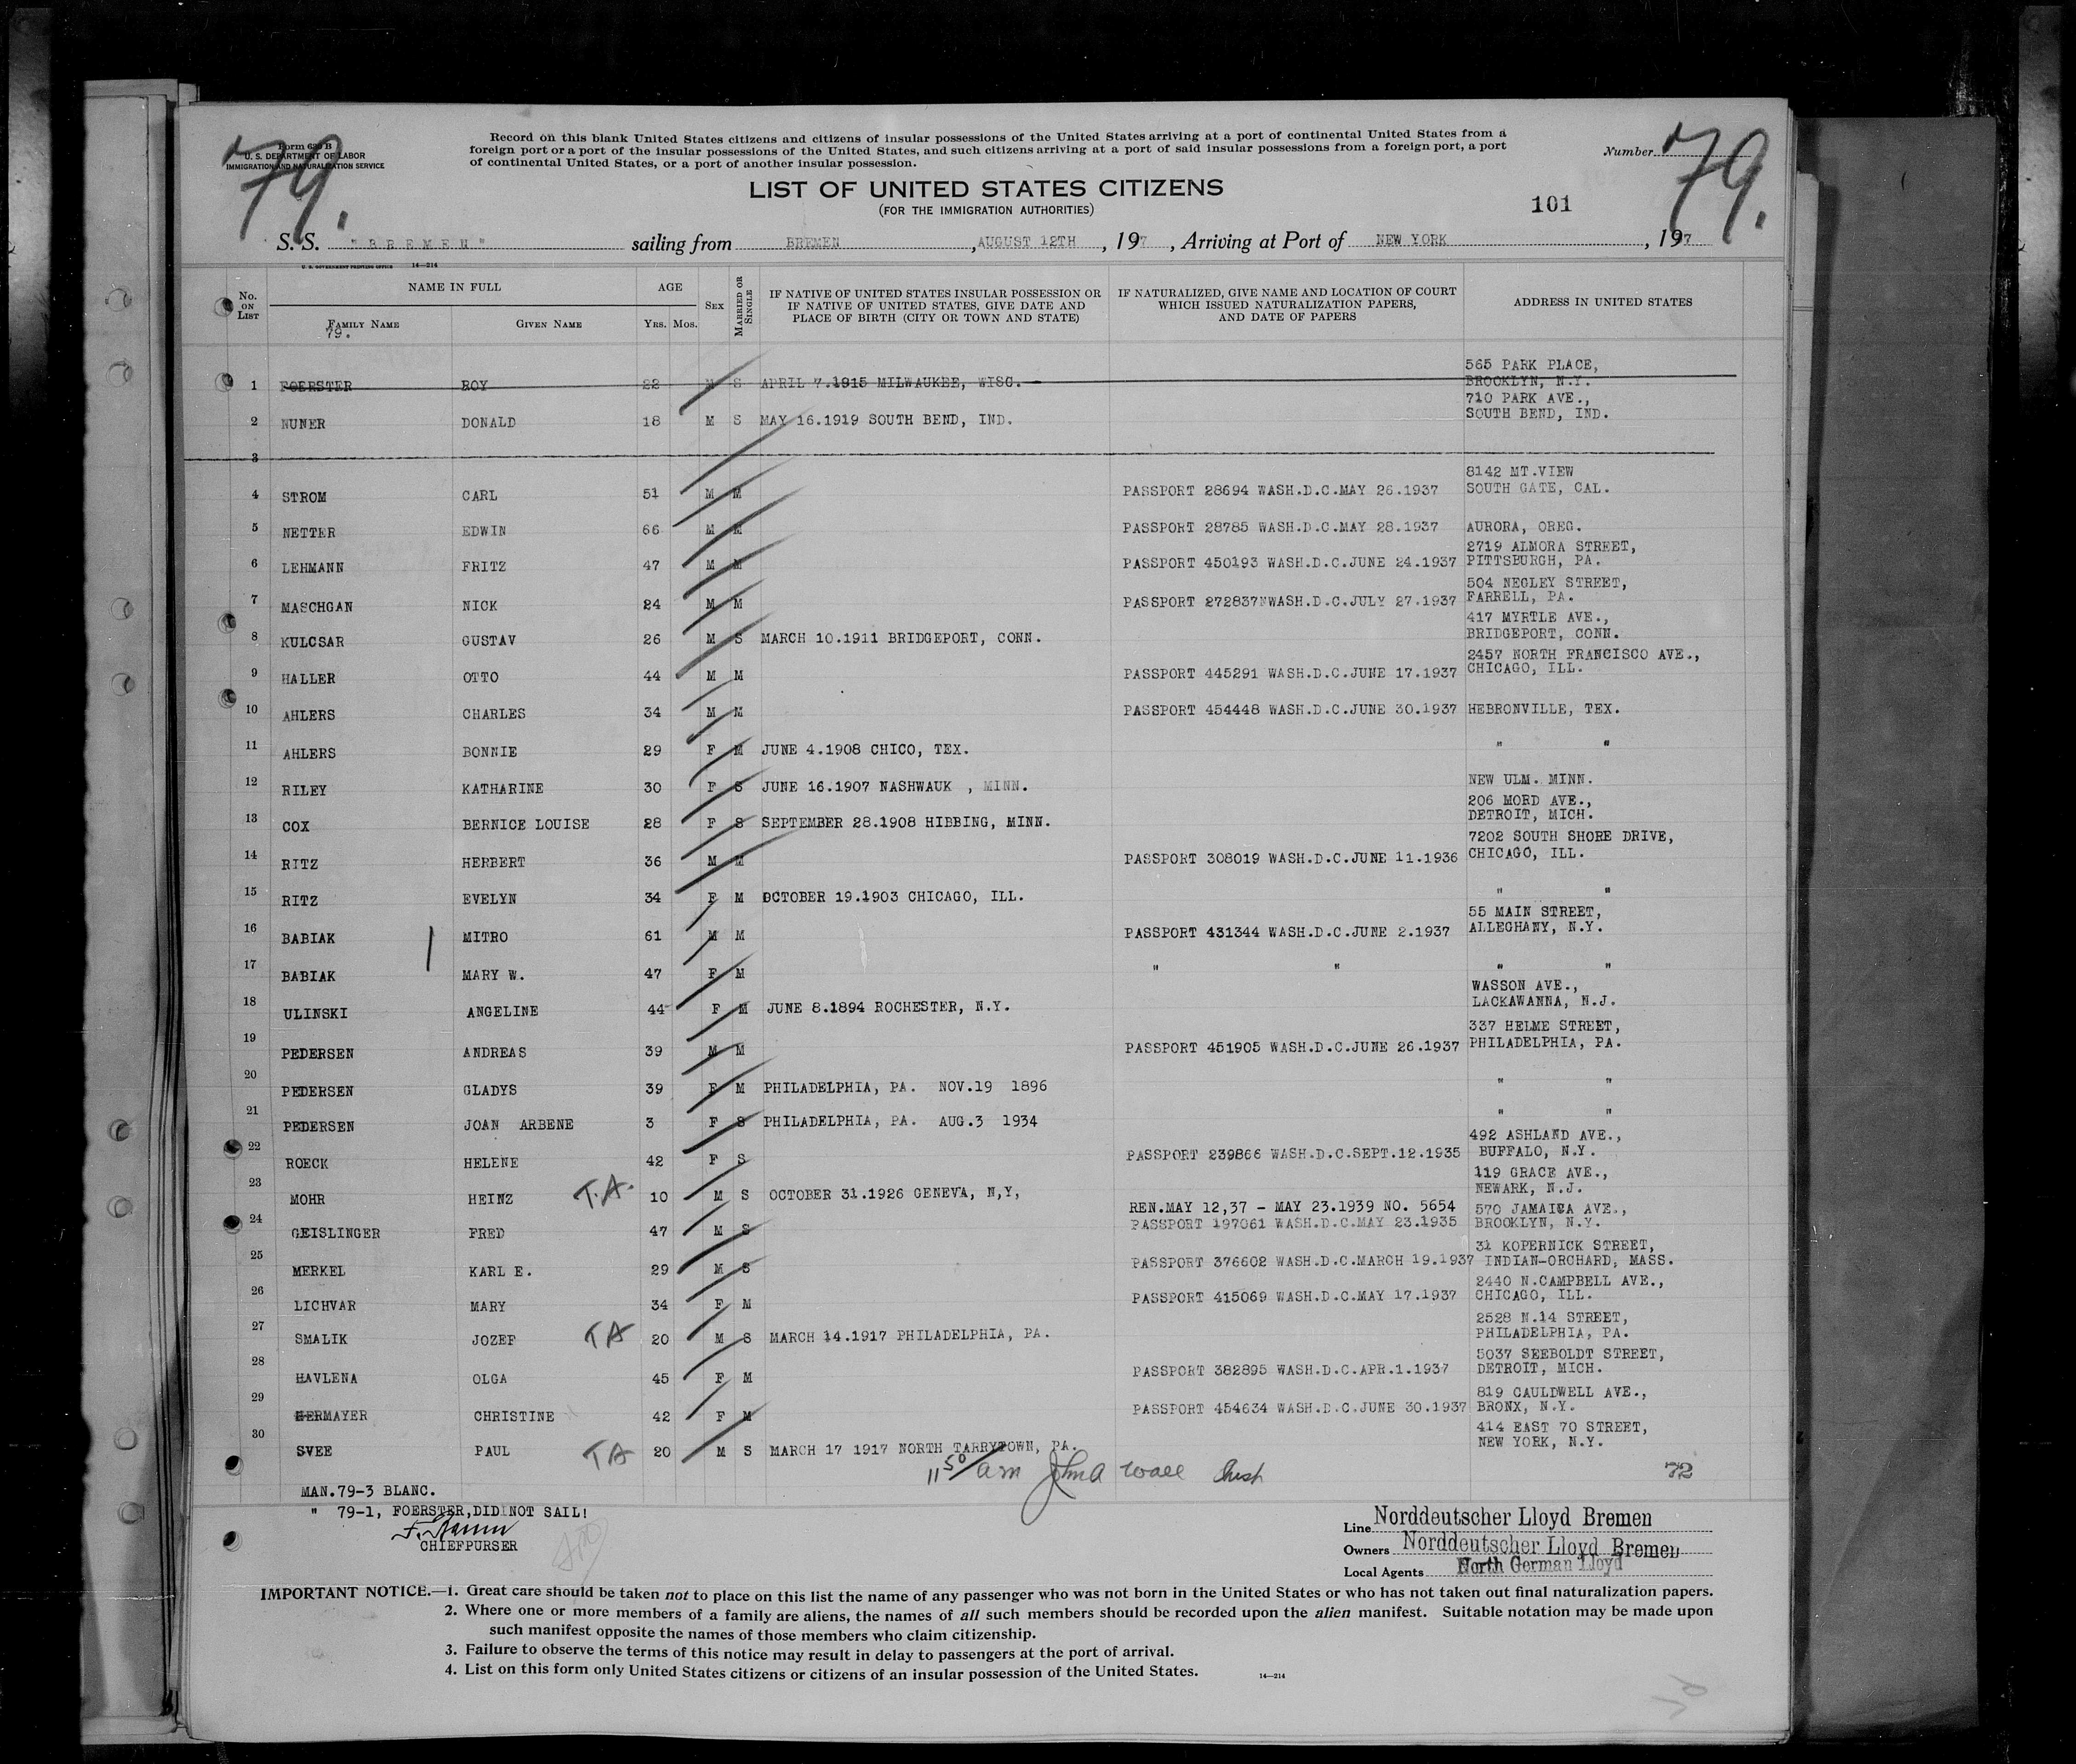 79.
Form 630 B
U. S. DEPARTMENT OF LABOR
IMMIGRATION AND NATURALIZATION SERVICE
Record on this blank United States citizens and citizens of insular possessions of the United States arriving at a port of continental United States from a
foreign port or a port of the insular possessions of the United States, and such citizens arriving at a port of said insular possessions from a foreign port, a port
of continental United States, or a port of another insular possession.
Number 79.
LIST OF UNITED STATES CITIZENS
(FOR THE IMMIGRATION AUTHORITIES)
101
S. S. "BREMEN" sailing from BREMEN, AUGUST 12TH, 197, Arriving at Port of NEW YORK, 197
U. S. GOVERNMENT PRINTING OFFICE 14—214
No. ON LIST NAME IN FULL FAMILY NAME GIVEN NAME AGE YRS. MOS. SEX MARRIED OR SINGLE IF NATIVE OF UNITED STATES INSULAR POSSESSION OR IF NATIVE OF UNITED STATES, GIVE DATE AND PLACE OF BIRTH (CITY OR TOWN AND STATE) IF NATURALIZED, GIVE NAME AND LOCATION OF COURT WHICH ISSUED NATURALIZATION PAPERS, AND DATE OF PAPERS ADDRESS IN UNITED STATES
79.
1 FOERSTER ROY 22 M S APRIL 7.1915 MILWAUKEE, WISC. 565 PARK PLACE, BROOKLYN, N.Y.
2 NUNER DONALD 18 M S MAY 16.1919 SOUTH BEND, IND. 710 PARK AVE., SOUTH BEND, IND.
3
4 STROM CARL 51 M M PASSPORT 28694 WASH.D.C.MAY 26.1937 8142 MT.VIEW SOUTH GATE, CAL.
5 NETTER EDWIN 66 M M PASSPORT 28785 WASH.D.C.MAY 28.1937 AURORA, OREG.
6 LEHMANN FRITZ 47 M M PASSPORT 450193 WASH.D.C.JUNE 24.1937 2719 ALMORA STREET, PITTSBURGH, PA.
7 MASCHGAN NICK 24 M M PASSPORT 272837 WASH.D.C.JULY 27.1937 504 NEGLEY STREET, FARRELL, PA.
8 KULCSAR GUSTAV 26 M S MARCH 10.1911 BRIDGEPORT, CONN. 417 MYRTLE AVE., BRIDGEPORT, CONN.
9 HALLER OTTO 44 M M PASSPORT 445291 WASH.D.C.JUNE 17.1937 2457 NORTH FRANCISCO AVE., CHICAGO, ILL.
10 AHLERS CHARLES 34 M M PASSPORT 454448 WASH.D.C.JUNE 30.1937 HEBRONVILLE, TEX.
11 AHLERS BONNIE 29 F M JUNE 4.1908 CHICO, TEX. " "
12 RILEY KATHARINE 30 F S JUNE 16.1907 NASHWAUK , MINN. NEW ULM. MINN.
13 COX BERNICE LOUISE 28 F S SEPTEMBER 28.1908 HIBBING, MINN. 206 MORD AVE., DETROIT, MICH.
14 RITZ HERBERT 36 M M PASSPORT 308019 WASH.D.C.JUNE 11.1936 7202 SOUTH SHORE DRIVE, CHICAGO, ILL.
15 RITZ EVELYN 34 F M OCTOBER 19.1903 CHICAGO, ILL. " "
16 BABIAK MITRO 61 M M PASSPORT 431344 WASH.D.C.JUNE 2.1937 55 MAIN STREET, ALLEGHANY, N.Y.
17 BABIAK MARY W. 47 F M " " " "
18 ULINSKI ANGELINE 44 F M JUNE 8.1894 ROCHESTER, N.Y. WASSON AVE., LACKAWANNA, N.J.
19 PEDERSEN ANDREAS 39 M M PASSPORT 451905 WASH.D.C.JUNE 26.1937 337 HELME STREET, PHILADELPHIA, PA.
20 PEDERSEN GLADYS 39 F M PHILADELPHIA, PA. NOV.19 1896 " "
21 PEDERSEN JOAN ARBENE 3 F S PHILADELPHIA, PA. AUG.3 1934 " "
22 ROECK HELENE 42 F S PASSPORT 239866 WASH.D.C.SEPT.12.1935 492 ASHLAND AVE., BUFFALO, N.Y.
23 MOHR HEINZ T.A. 10 M S OCTOBER 31.1926 GENEVA, N,Y, 119 GRACE AVE., NEWARK, N.J.
24 GEISLINGER FRED 47 M S REN.MAY 12,37 - MAY 23.1939 NO. 5654 PASSPORT 197061 WASH.D.C.MAY 23.1935 570 JAMAICA AVE., BROOKLYN, N.Y.
25 MERKEL KARL E. 29 M S PASSPORT 376602 WASH.D.C.MARCH 19.1937 31 KOPERNICK STREET, INDIAN-ORCHARD, MASS.
26 LICHVAR MARY 34 F M PASSPORT 415069 WASH.D.C.MAY 17.1937 2440 N.CAMPBELL AVE., CHICAGO, ILL.
27 SMALIK JOZEF TA 20 M S MARCH 14.1917 PHILADELPHIA, PA. 2528 N.14 STREET, PHILADELPHIA, PA.
28 HAVLENA OLGA 45 F M PASSPORT 382895 WASH.D.C.APR.1.1937 5037 SEEBOLDT STREET, DETROIT, MICH.
29 HERMAYER CHRISTINE 42 F M PASSPORT 454634 WASH.D.C.JUNE 30.1937 819 CAULDWELL AVE., BRONX, N.Y.
30 SVEE PAUL TA 20 M S MARCH 17 1917 NORTH TARRYTOWN, PA. 414 EAST 70 STREET, NEW YORK, N.Y.
11 50 am John A Wall Insp
72
MAN.79-3 BLANC.
" 79-1, FOERSTER,DID NOT SAIL!
CHIEFPURSER
Line Norddeutscher Lloyd Bremen
Owners Norddeutscher Lloyd Bremen
Local Agents North German Lloyd
IMPORTANT NOTICE.—1. Great care should be taken not to place on this list the name of any passenger who was not born in the United States or who has not taken out final naturalization papers.
2. Where one or more members of a family are aliens, the names of all such members should be recorded upon the alien manifest. Suitable notation may be made upon
such manifest opposite the names of those members who claim citizenship.
3. Failure to observe the terms of this notice may result in delay to passengers at the port of arrival.
4. List on this form only United States citizens or citizens of an insular possession of the United States.
14—214